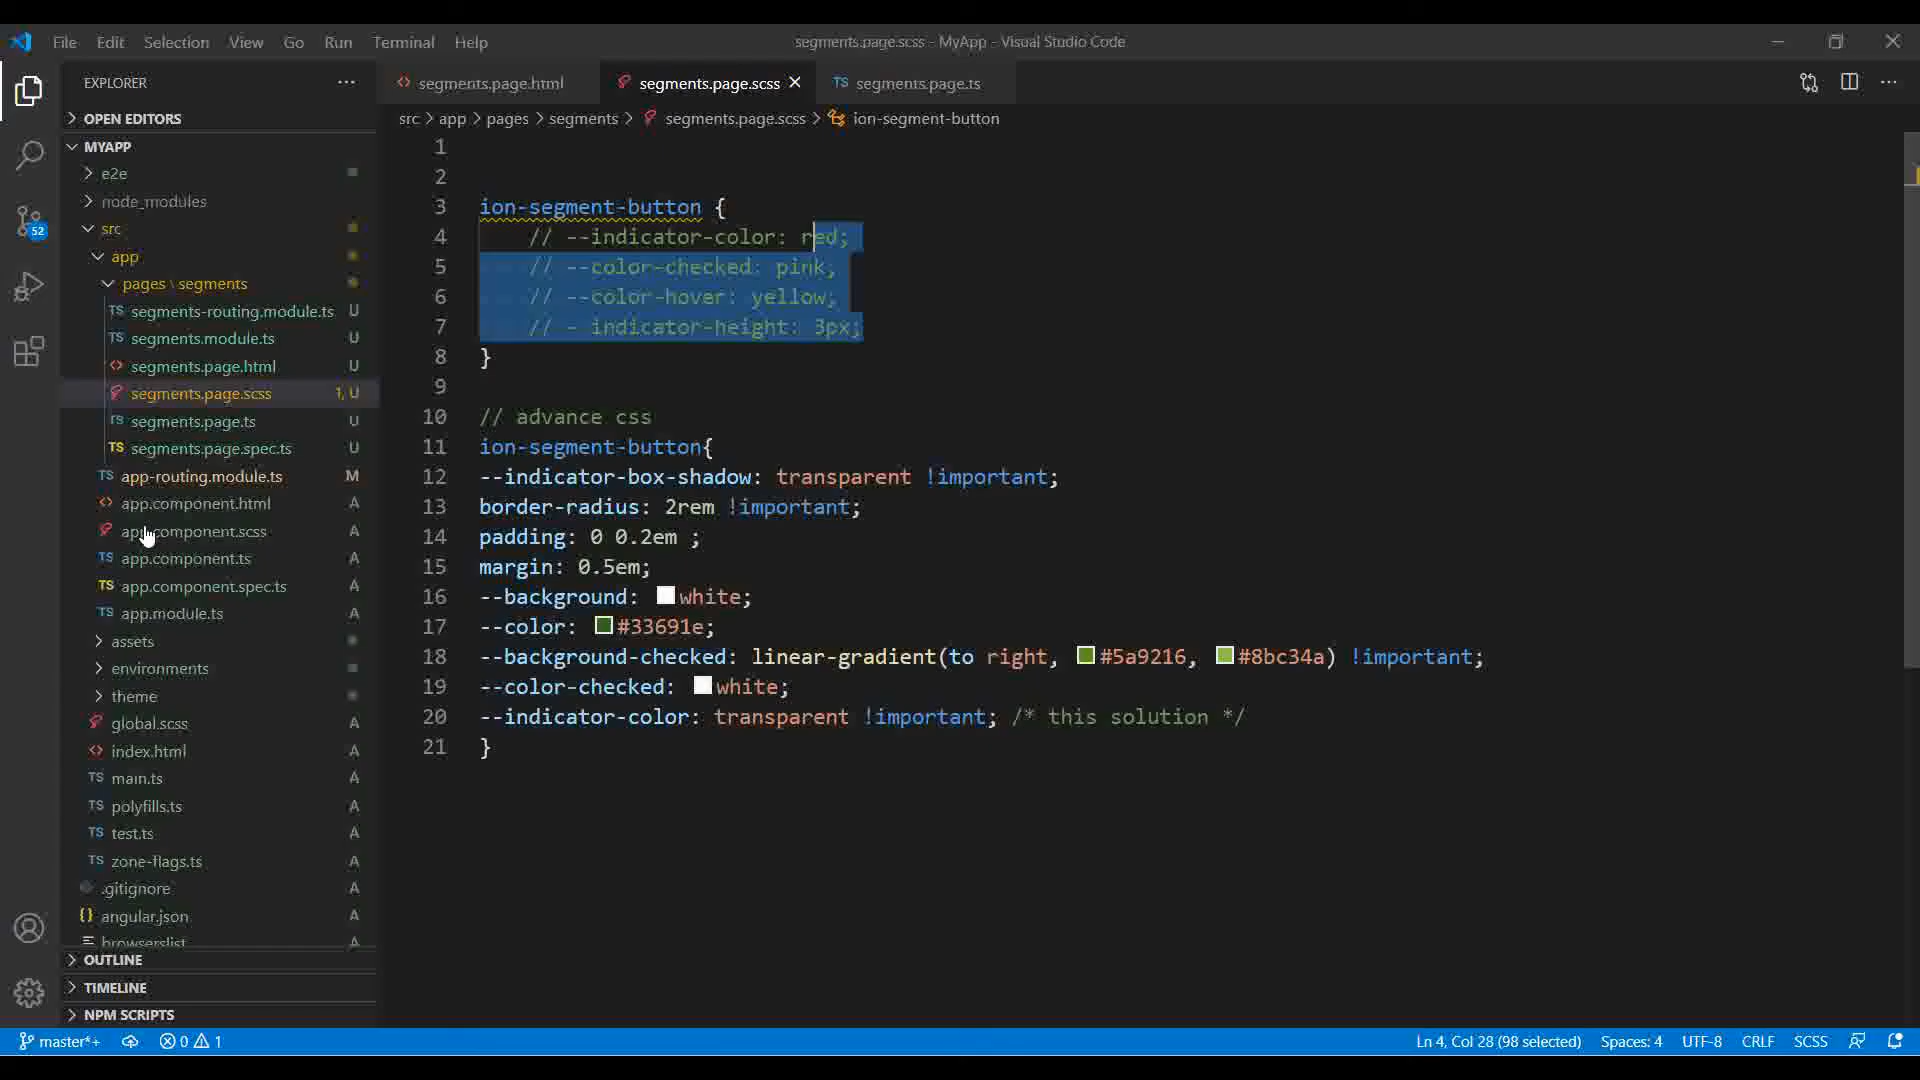 File Edit Selection View Go Run Terminal Help
segments.page.scss - MyApp - Visual Studio Code
EXPLORER ···
segments.page.html
segments.page.scss
TS segments.page.ts
OPEN EDITORS
src > app > pages > segments > segments.page.scss > ion-segment-button
MYAPP
e2e
node_modules
src
app
pages \ segments
TS segments-routing.module.ts U
TS segments.module.ts U
<> segments.page.html U
segments.page.scss 1, U
TS segments.page.ts U
TS segments.page.spec.ts U
TS app-routing.module.ts M
<> app.component.html A
app.component.scss A
TS app.component.ts A
TS app.component.spec.ts A
TS app.module.ts A
assets
environments
theme
global.scss A
<> index.html A
TS main.ts A
TS polyfills.ts A
TS test.ts A
TS zone-flags.ts A
.gitignore A
{} angular.json A
browserslist A
OUTLINE
TIMELINE
NPM SCRIPTS
52
1
2
3 ion-segment-button {
4 // --indicator-color: red;
5 // --color-checked: pink;
6 // --color-hover: yellow;
7 // --indicator-height: 3px;
8 }
9
10 // advance css
11 ion-segment-button{
12 --indicator-box-shadow: transparent !important;
13 border-radius: 2rem !important;
14 padding: 0 0.2em ;
15 margin: 0.5em;
16 --background: white;
17 --color: #33691e;
18 --background-checked: linear-gradient(to right, #5a9216, #8bc34a) !important;
19 --color-checked: white;
20 --indicator-color: transparent !important; /* this solution */
21 }
master*+ 0 1
Ln 4, Col 28 (98 selected) Spaces: 4 UTF-8 CRLF SCSS